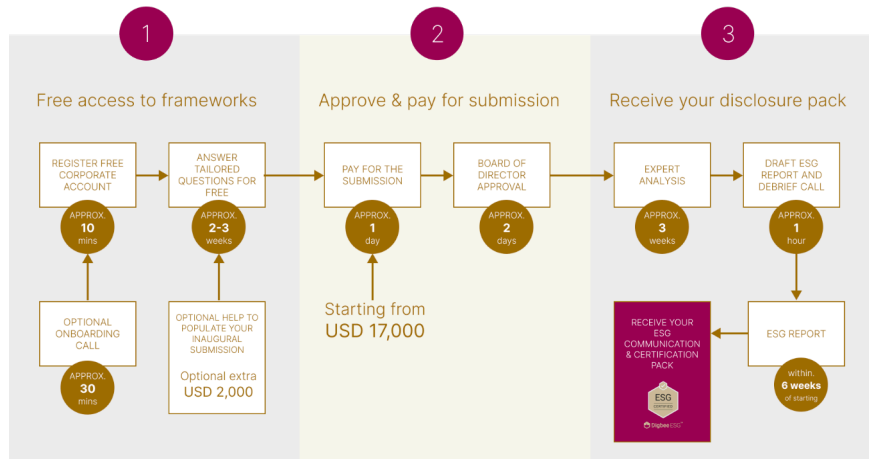 1
2
3
Free access to frameworks
Approve & pay for submission
Receive your disclosure pack
REGISTER FREE
CORPORATE
ACCOUNT
APPROX.
10
mins
ANSWER
TAILORED
QUESTIONS FOR
FREE
APPROX.
2-3
weeks
PAY FOR THE
SUBMISSION
APPROX.
1
day
BOARD OF
DIRECTOR
APPROVAL
APPROX.
2
days
EXPERT
ANALYSIS
APPROX.
3
weeks
DRAFT ESG
REPORT AND
DEBRIEF CALL
APPROX.
1
hour
OPTIONAL
ONBOARDING
CALL
APPROX.
30
mins
OPTIONAL HELP TO
POPULATE YOUR
INAUGURAL
SUBMISSION
Optional extra
USD 2,000
Starting from
USD 17,000
RECEIVE YOUR
ESG
COMMUNICATION
& CERTIFICATION
PACK
ESG
CERTIFIED
Digbee ESG™
ESG REPORT
within.
6 weeks
of starting